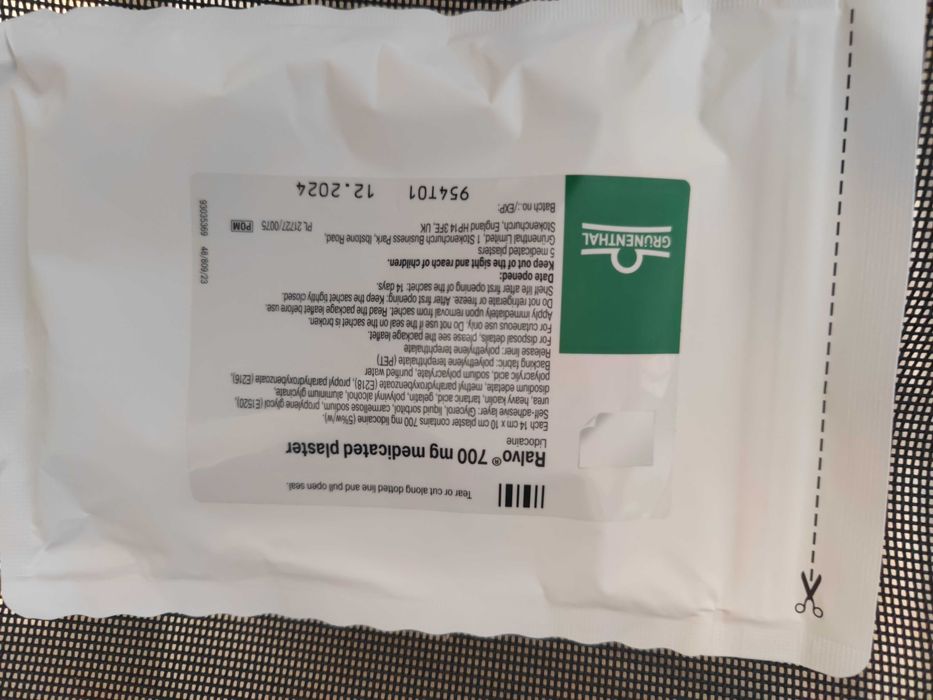 Tear or cut along dotted line and pull open seal.
Ralvo® 700 mg medicated plaster
Lidocaine
Each 14 cm x 10 cm plaster contains 700 mg lidocaine (5%w/w).
Self-adhesive layer: Glycerol, liquid sorbitol, carmellose sodium, propylene glycol (E1520),
urea, heavy kaolin, tartaric acid, gelatin, polyvinyl alcohol, aluminium glycinate,
disodium edetate, methyl parahydroxybenzoate (E218), propyl parahydroxybenzoate (E216),
polyacrylic acid, sodium polyacrylate, purified water
Backing fabric: polyethylene terephthalate (PET)
Release liner: polyethylene terephthalate
For disposal details, please see the package leaflet.
For cutaneous use only. Do not use if the seal on the sachet is broken.
Apply immediately upon removal from sachet. Read the package leaflet before use.
Do not refrigerate or freeze. After first opening: Keep the sachet tightly closed.
Shelf life after first opening of the sachet: 14 days.
Date opened:
Keep out of the sight and reach of children.
5 medicated plasters
Grünenthal Limited, 1 Stokenchurch Business Park, Ibstone Road,
Stokenchurch, England HP14 3FE, UK
PL 21727/0075 POM
Batch no.:/EXP:
954T01 12.2024
GRÜNENTHAL
93035369 46/609/23